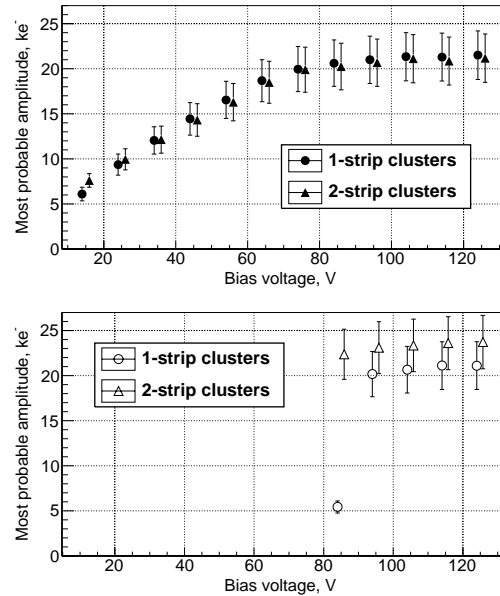 Most probable amplitude, ke⁻
25
20
15
10
5
0
1-strip clusters
2-strip clusters
20 40 60 80 100 120
Bias voltage, V
Most probable amplitude, ke⁻
25
20
15
10
5
0
1-strip clusters
2-strip clusters
20 40 60 80 100 120
Bias voltage, V